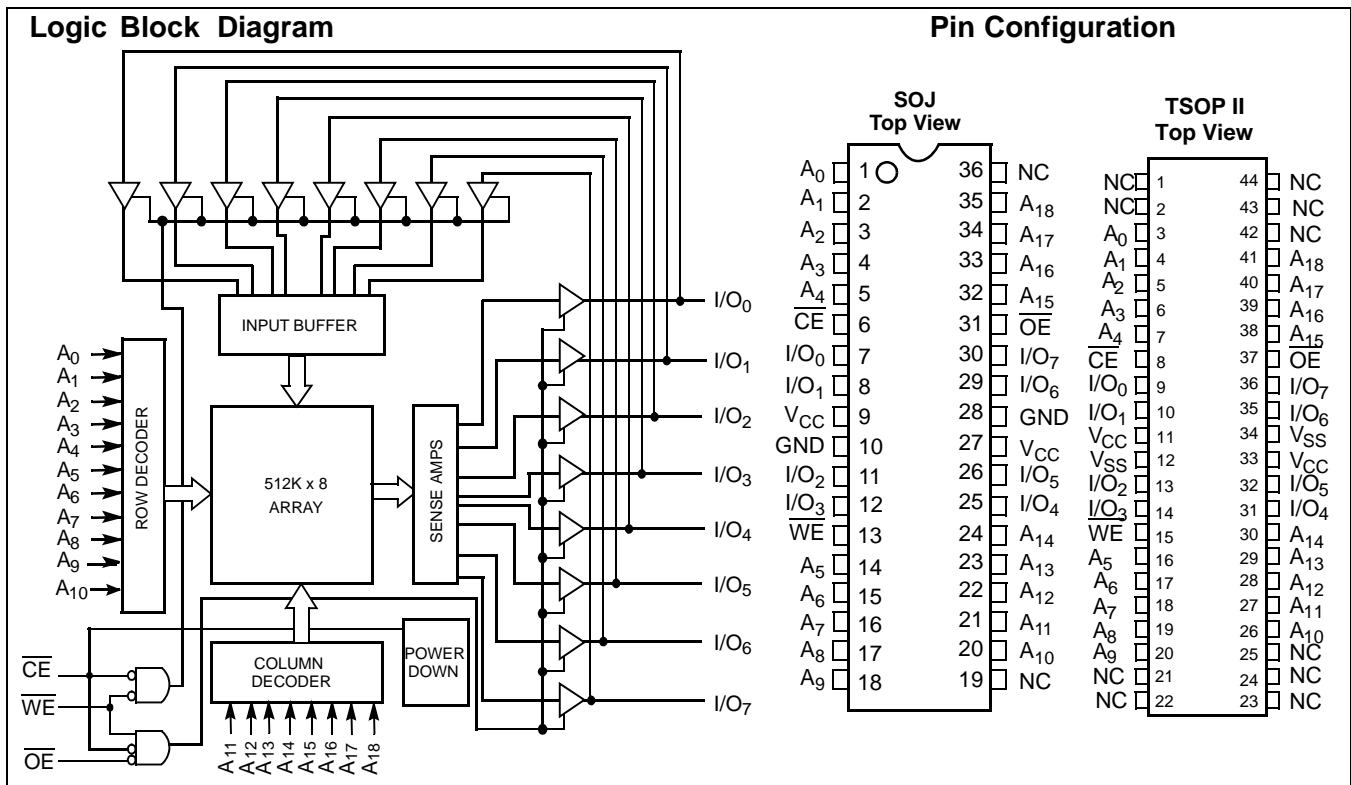 Logic Block Diagram
INPUT BUFFER
A0
A1
A2
A3
A4
A5
A6
A7
A8
A9
A10
ROW DECODER
512K x 8
ARRAY
SENSE AMPS
COLUMN
DECODER
POWER
DOWN
CE
WE
OE
A11
A12
A13
A14
A15
A16
A17
A18
I/O0
I/O1
I/O2
I/O3
I/O4
I/O5
I/O6
I/O7
Pin Configuration
SOJ
Top View
A0 1 36 NC
A1 2 35 A18
A2 3 34 A17
A3 4 33 A16
A4 5 32 A15
CE 6 31 OE
I/O0 7 30 I/O7
I/O1 8 29 I/O6
VCC 9 28 GND
GND 10 27 VCC
I/O2 11 26 I/O5
I/O3 12 25 I/O4
WE 13 24 A14
A5 14 23 A13
A6 15 22 A12
A7 16 21 A11
A8 17 20 A10
A9 18 19 NC
TSOP II
Top View
NC 1 44 NC
NC 2 43 NC
A0 3 42 NC
A1 4 41 A18
A2 5 40 A17
A3 6 39 A16
A4 7 38 A15
CE 8 37 OE
I/O0 9 36 I/O7
I/O1 10 35 I/O6
VCC 11 34 VSS
VSS 12 33 VCC
I/O2 13 32 I/O5
I/O3 14 31 I/O4
WE 15 30 A14
A5 16 29 A13
A6 17 28 A12
A7 18 27 A11
A8 19 26 A10
A9 20 25 NC
NC 21 24 NC
NC 22 23 NC